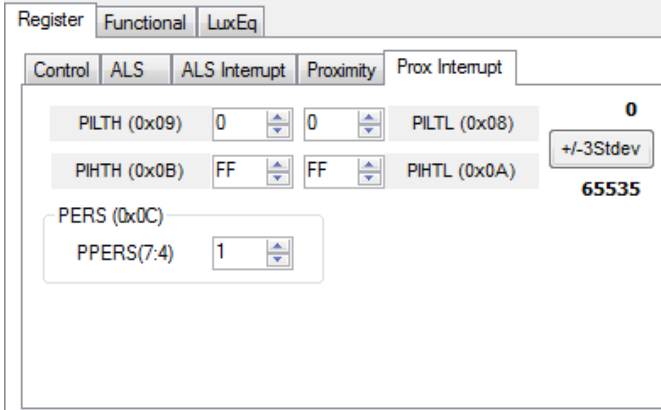 Register Functional LuxEq
Control ALS ALS Interrupt Proximity Prox Interrupt
PILTH (0x09) 0 0 PILTL (0x08) 0
+/-3Stdev
PIHTH (0x0B) FF FF PIHTL (0x0A) 65535
PERS (0x0C)
PPERS(7:4) 1